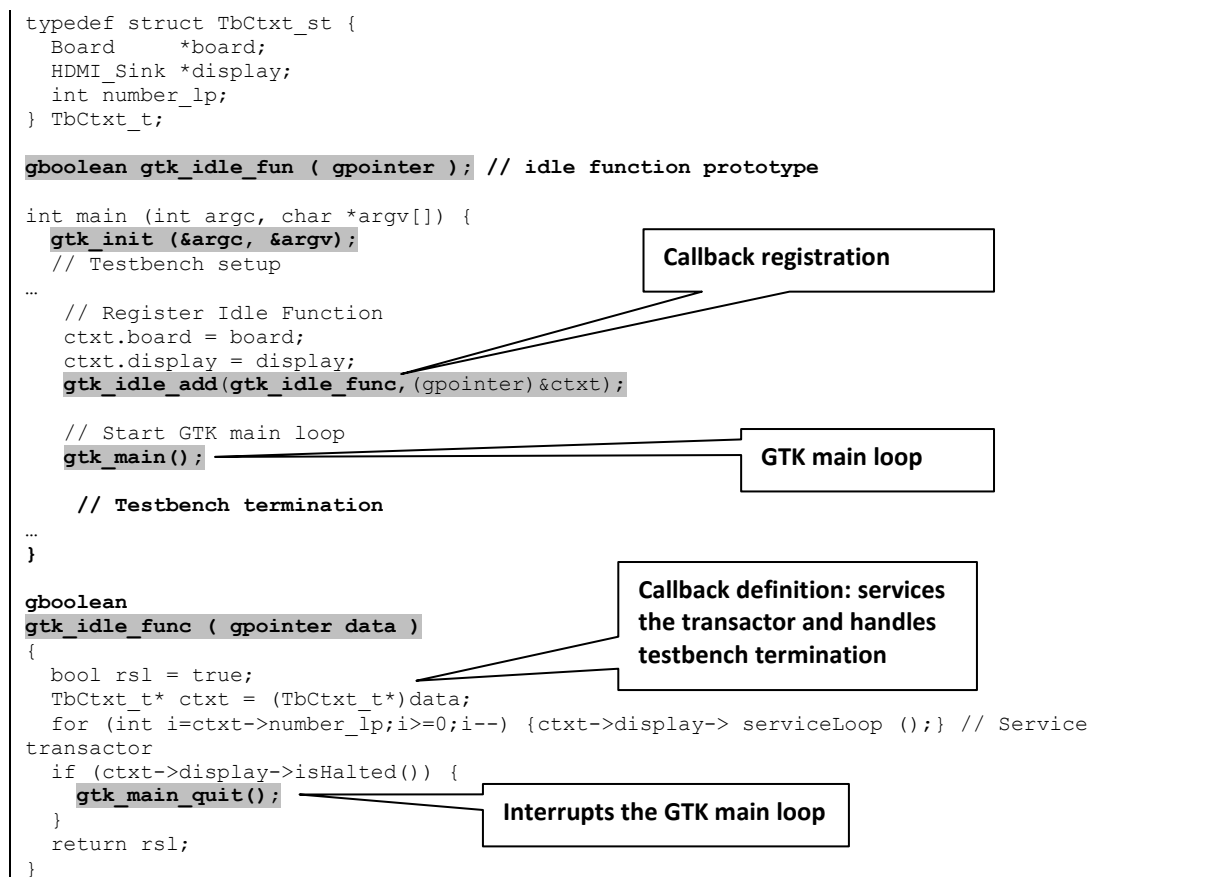 typedef struct TbCtxt_st {
Board *board;
HDMI_Sink *display;
int number_lp;
} TbCtxt_t;
gboolean gtk_idle_fun ( gpointer ); // idle function prototype
int main (int argc, char *argv[]) {
gtk_init (&argc, &argv);
// Testbench setup
Callback registration
…
// Register Idle Function
ctxt.board = board;
ctxt.display = display;
gtk_idle_add(gtk_idle_func,(gpointer)&ctxt);
// Start GTK main loop
gtk_main();
GTK main loop
// Testbench termination
…
}
gboolean
gtk_idle_func ( gpointer data )
Callback definition: services
the transactor and handles
testbench termination
{
bool rsl = true;
TbCtxt_t* ctxt = (TbCtxt_t*)data;
for (int i=ctxt->number_lp;i>=0;i--) {ctxt->display-> serviceLoop ();} // Service
transactor
if (ctxt->display->isHalted()) {
gtk_main_quit();
Interrupts the GTK main loop
}
return rsl;
}